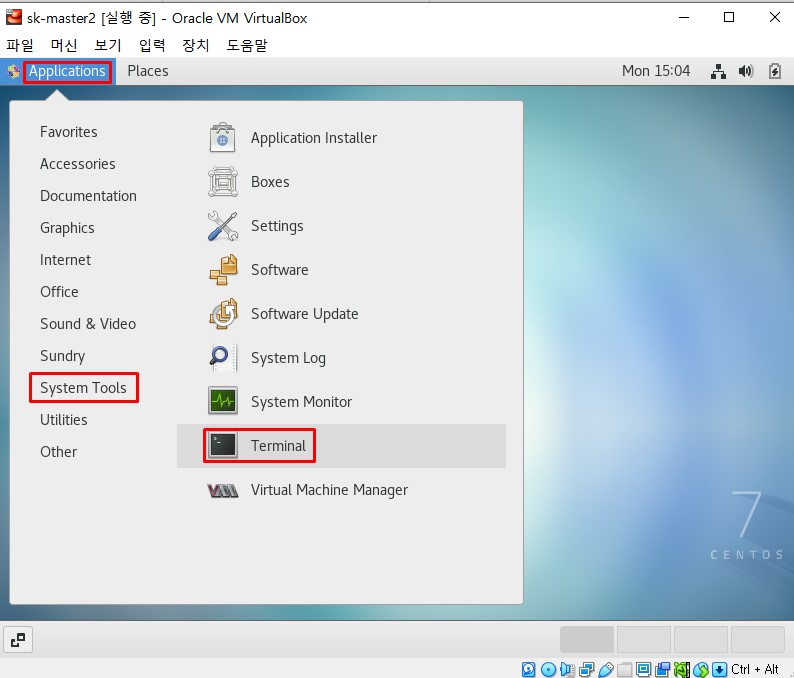 sk-master2 [실행 중] - Oracle VM VirtualBox
파일 머신 보기 입력 장치 도움말
Applications Places Mon 15:04
Favorites
Accessories
Documentation
Graphics
Internet
Office
Sound & Video
Sundry
System Tools
Utilities
Other
Application Installer
Boxes
Settings
Software
Software Update
System Log
System Monitor
Terminal
Virtual Machine Manager
7
CENTOS
Ctrl + Alt